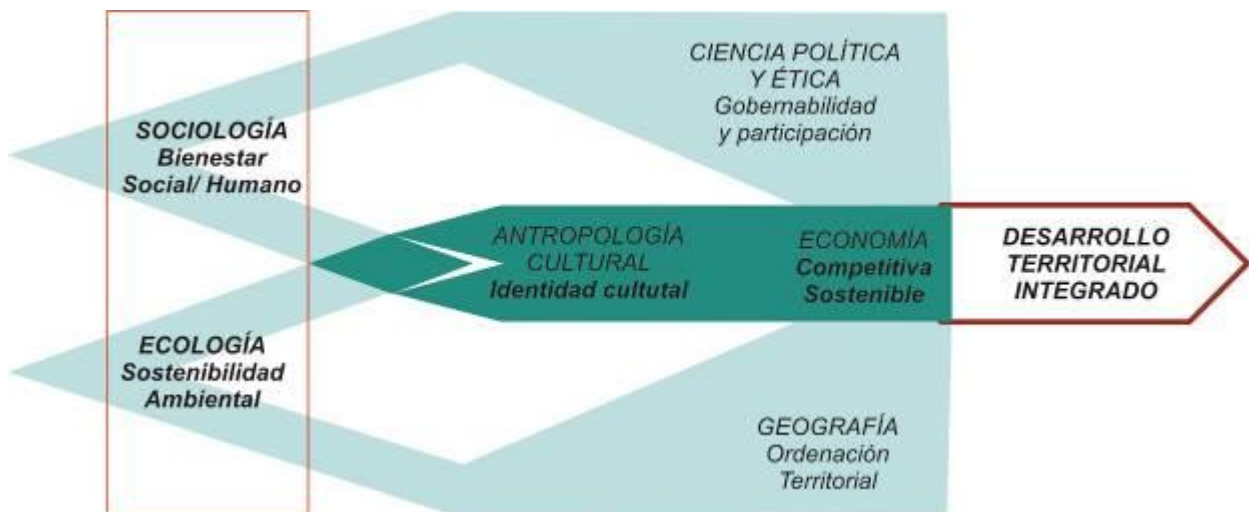 SOCIOLOGÍA
Bienestar
Social/ Humano
ECOLOGÍA
Sostenibilidad
Ambiental
ANTROPOLOGÍA
CULTURAL
Identidad cultutal
CIENCIA POLÍTICA
Y ÉTICA
Gobernabilidad
y participación
ECONOMÍA
Competitiva
Sostenible
GEOGRAFÍA
Ordenación
Territorial
DESARROLLO
TERRITORIAL
INTEGRADO